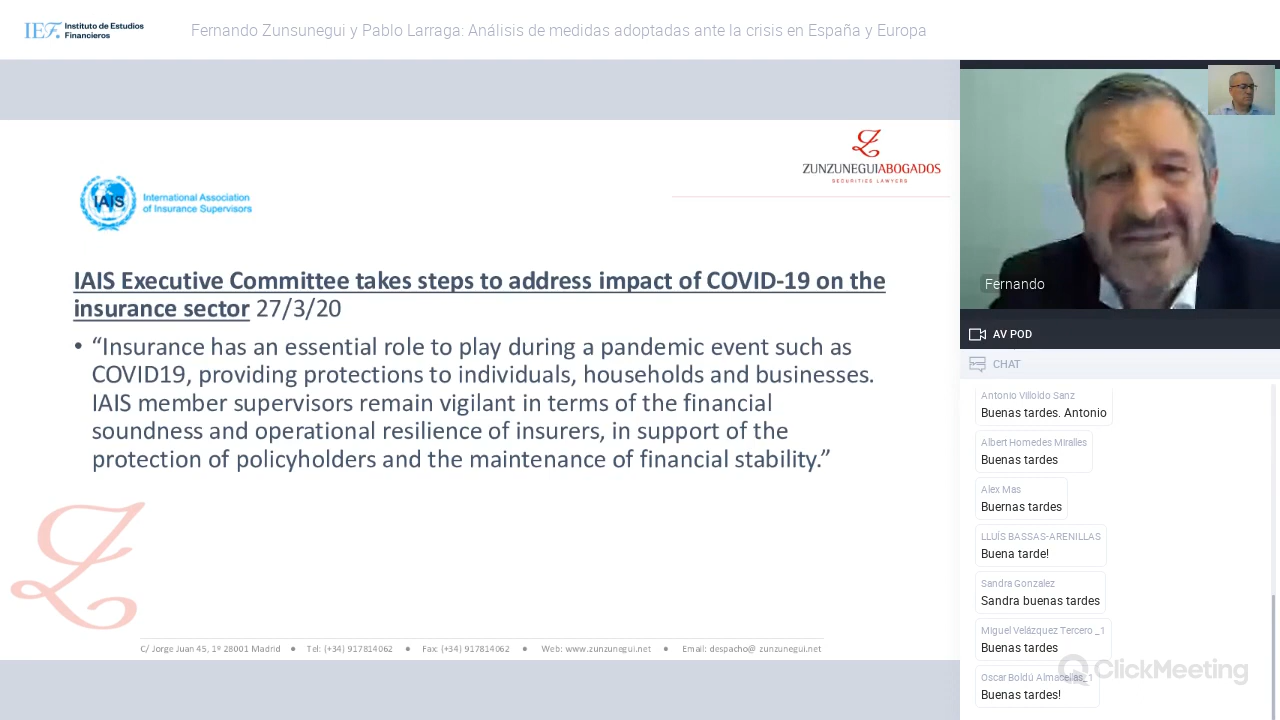 IEF. Instituto de Estudios
Financieros
Fernando Zunsunegui y Pablo Larraga: Análisis de medidas adoptadas ante la crisis en España y Europa
ZUNZUNEGUIABOGADOS
SECURITIES LAWYERS
IAIS International Association
of Insurance Supervisors
IAIS Executive Committee takes steps to address impact of COVID-19 on the
insurance sector 27/3/20
• “Insurance has an essential role to play during a pandemic event such as
COVID19, providing protections to individuals, households and businesses.
IAIS member supervisors remain vigilant in terms of the financial
soundness and operational resilience of insurers, in support of the
protection of policyholders and the maintenance of financial stability.”
C/ Jorge Juan 45, 1º 28001 Madrid ● Tel: (+34) 917814062 ● Fax: (+34) 917814062 ● Web: www.zunzunegui.net ● Email: despacho@ zunzunegui.net
Fernando
AV POD
CHAT
Antonio Villoldo Sanz
Buenas tardes. Antonio
Albert Homedes Miralles
Buenas tardes
Alex Mas
Buernas tardes
LLUÍS BASSAS-ARENILLAS
Buena tarde!
Sandra Gonzalez
Sandra buenas tardes
Miguel Velázquez Tercero _1
Buenas tardes
Oscar Boldú Almacellas_1
Buenas tardes!
ClickMeeting